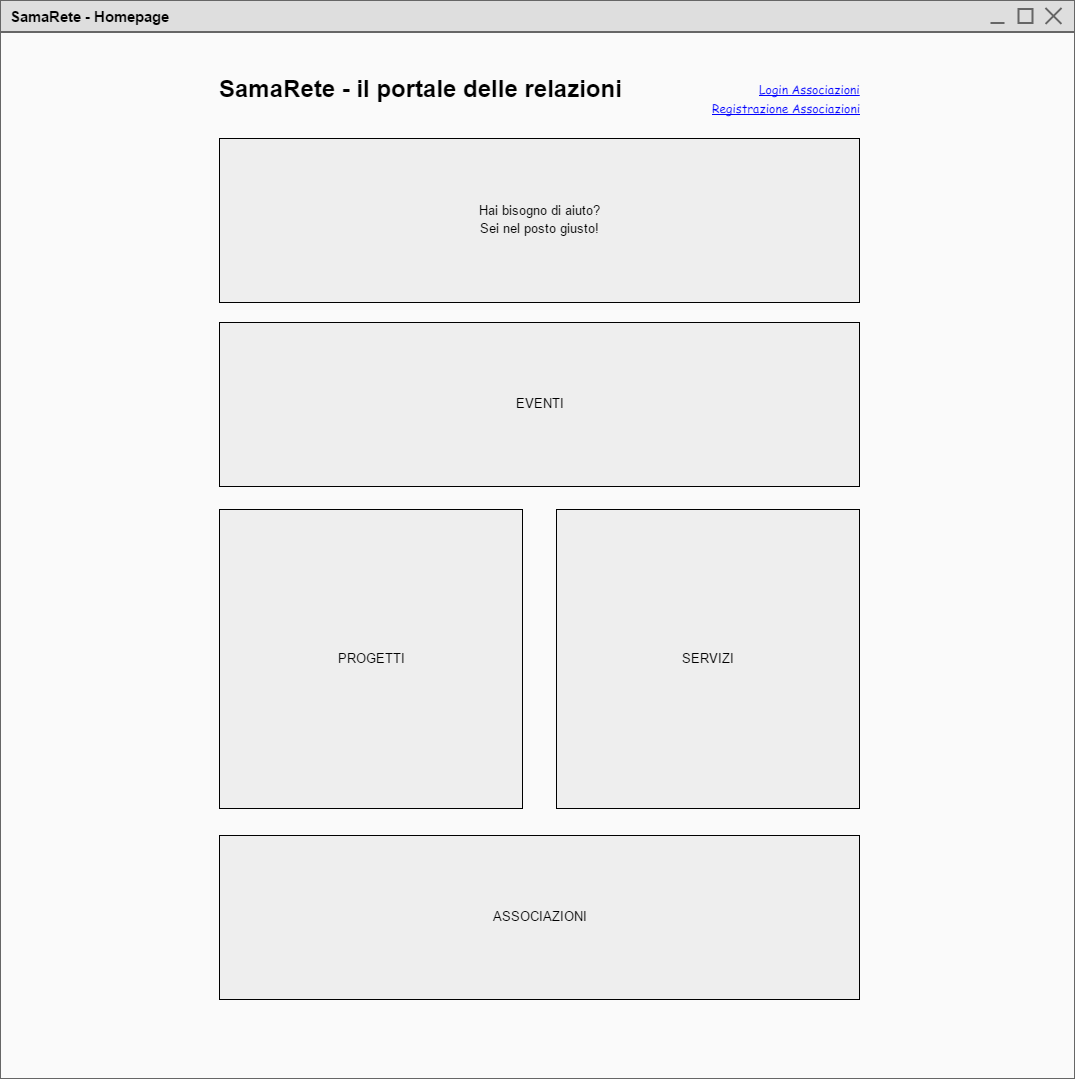 SamaRete - Homepage
SamaRete - il portale delle relazioni
Login Associazioni
Registrazione Associazioni
Hai bisogno di aiuto?
Sei nel posto giusto!
EVENTI
PROGETTI
SERVIZI
ASSOCIAZIONI